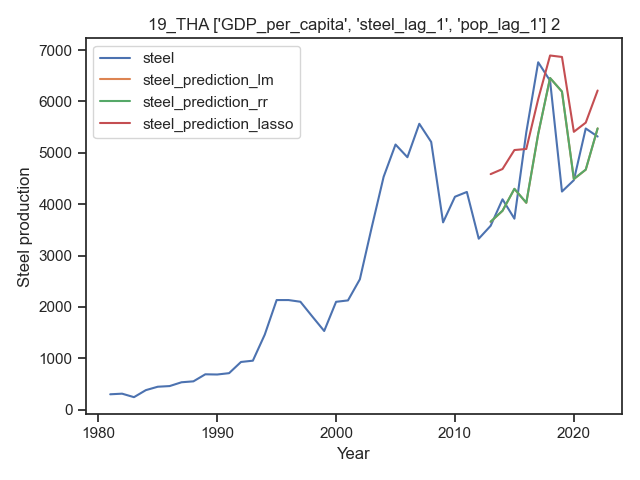 19_THA ['GDP_per_capita', 'steel_lag_1', 'pop_lag_1'] 2
steel
steel_prediction_lm
steel_prediction_rr
steel_prediction_lasso
Steel production
7000
6000
5000
4000
3000
2000
1000
0
1980
1990
2000
2010
2020
Year